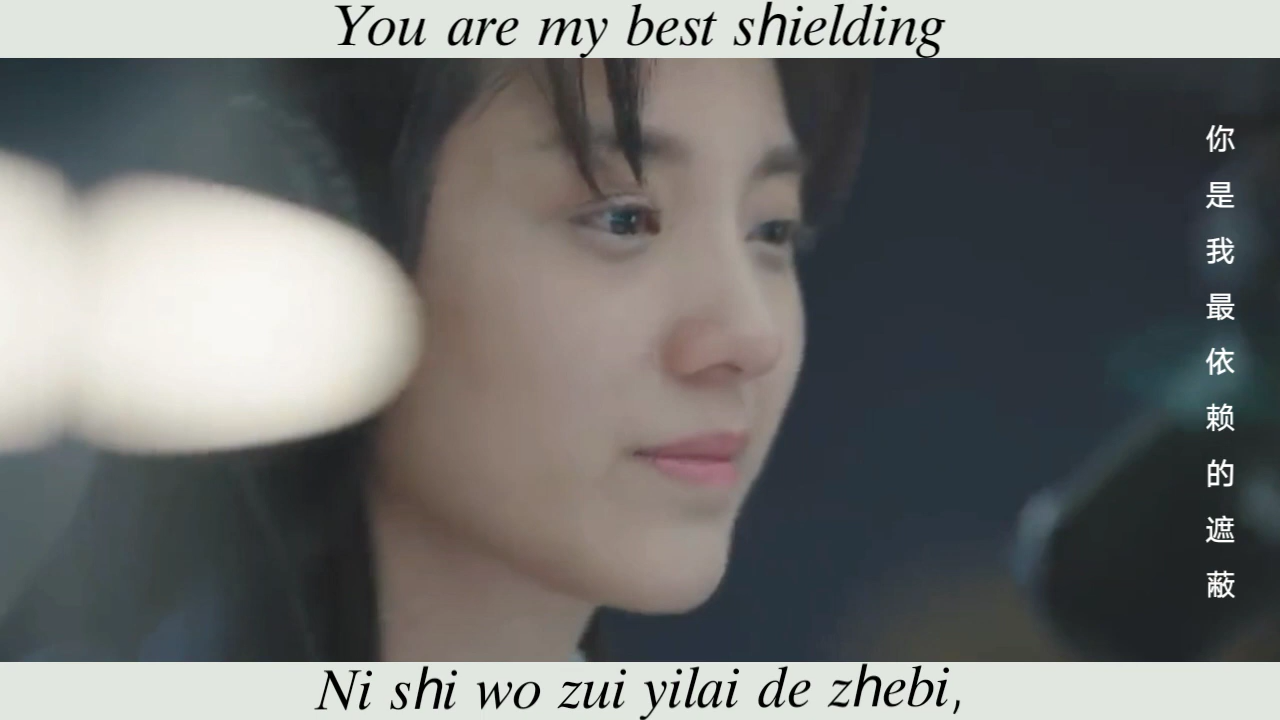 You are my best shielding
你是我最依赖的遮蔽
Ni shi wo zui yilai de zhebi,